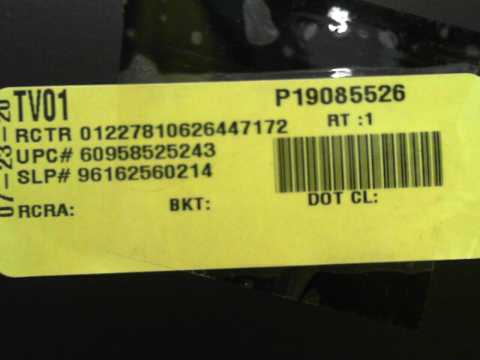 TV01
P19085526
RCTR 01227810626447172
RT :1
UPC# 60958525243
SLP# 96162560214
RCRA:
BKT:
DOT CL:
07-23-20